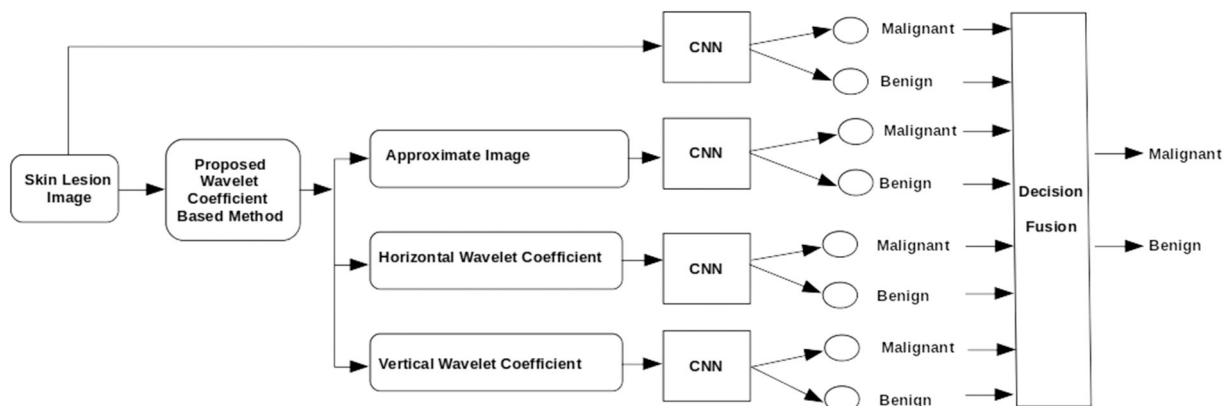 Skin Lesion
Image
Proposed
Wavelet
Coefficient
Based Method
Approximate Image
Horizontal Wavelet Coefficient
Vertical Wavelet Coefficient
CNN
Malignant
Benign
CNN
Malignant
Benign
CNN
Malignant
Benign
CNN
Malignant
Benign
Decision
Fusion
Malignant
Benign